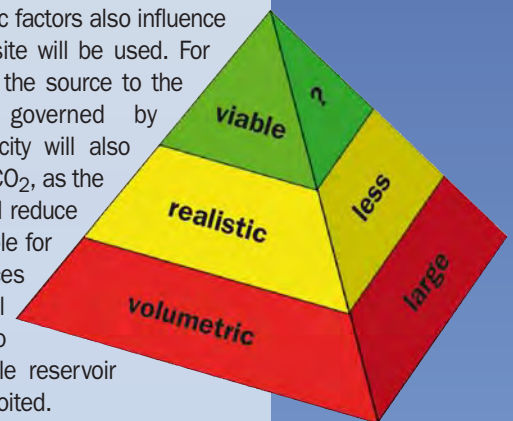 c factors also influence
site will be used. For
the source to the
governed by
city will also
CO₂, as the
reduce
le for
ces
le reservoir
oited.
viable
?
realistic
less
volumetric
large